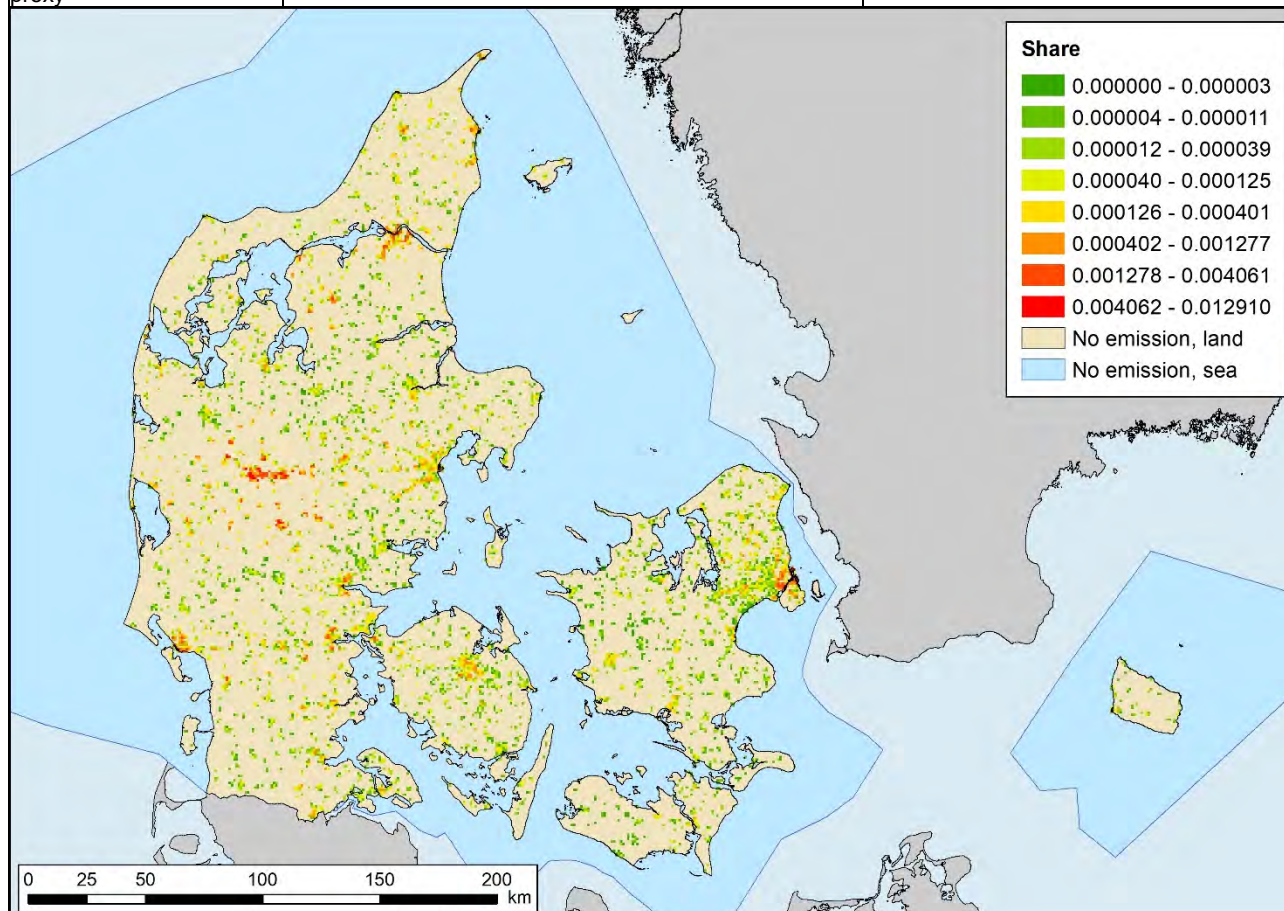 proxy
Share
0.000000 - 0.000003
0.000004 - 0.000011
0.000012 - 0.000039
0.000040 - 0.000125
0.000126 - 0.000401
0.000402 - 0.001277
0.001278 - 0.004061
0.004062 - 0.012910
No emission, land
No emission, sea
0 25 50 100 150 200
km